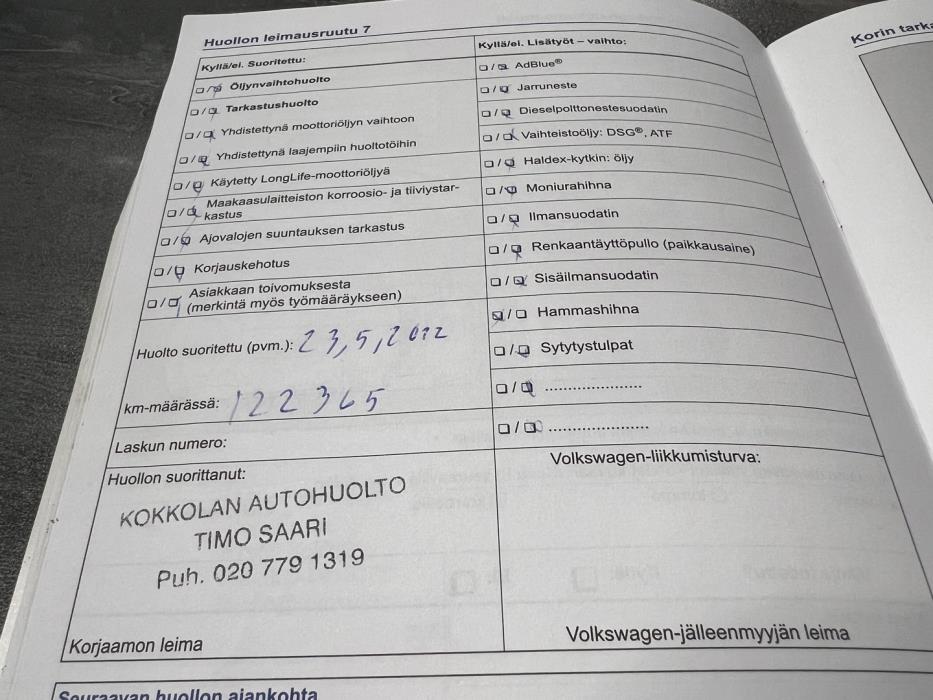 Huollon leimausruutu 7
Kyllä/ei. Suoritettu:
☐/☑ Öljynvaihtohuolto
☐/☑ Tarkastushuolto
☐/☑ Yhdistettynä moottoriöljyn vaihtoon
☐/☑ Yhdistettynä laajempiin huoltotöihin
☐/☑ Käytetty LongLife-moottoriöljyä
☐/☑ Maakaasulaitteiston korroosio- ja tiiviystar-
kastus
☐/☑ Ajovalojen suuntauksen tarkastus
☐/☑ Korjauskehotus
☐/☑ Asiakkaan toivomuksesta
(merkintä myös työmääräykseen)
Huolto suoritettu (pvm.): 23,5,2022
km-määrässä: 122365
Laskun numero:
Huollon suorittanut:
KOKKOLAN AUTOHUOLTO
TIMO SAARI
Puh. 020 779 1319
Korjaamon leima
Kyllä/ei. Lisätyöt – vaihto:
☐/☑ AdBlue®
☐/☑ Jarruneste
☐/☑ Dieselpolttonestesuodatin
☐/☑ Vaihteistoöljy: DSG®, ATF
☐/☑ Haldex-kytkin: öljy
☐/☑ Moniurahihna
☐/☑ Ilmansuodatin
☐/☑ Renkaantäyttöpullo (paikkausaine)
☐/☑ Sisäilmansuodatin
☑/☐ Hammashihna
☐/☑ Sytytystulpat
☐/☑ .....................
☐/☑ .....................
Volkswagen-liikkumisturva:
Volkswagen-jälleenmyyjän leima
Seuraavan huollon ajankohta
Korin